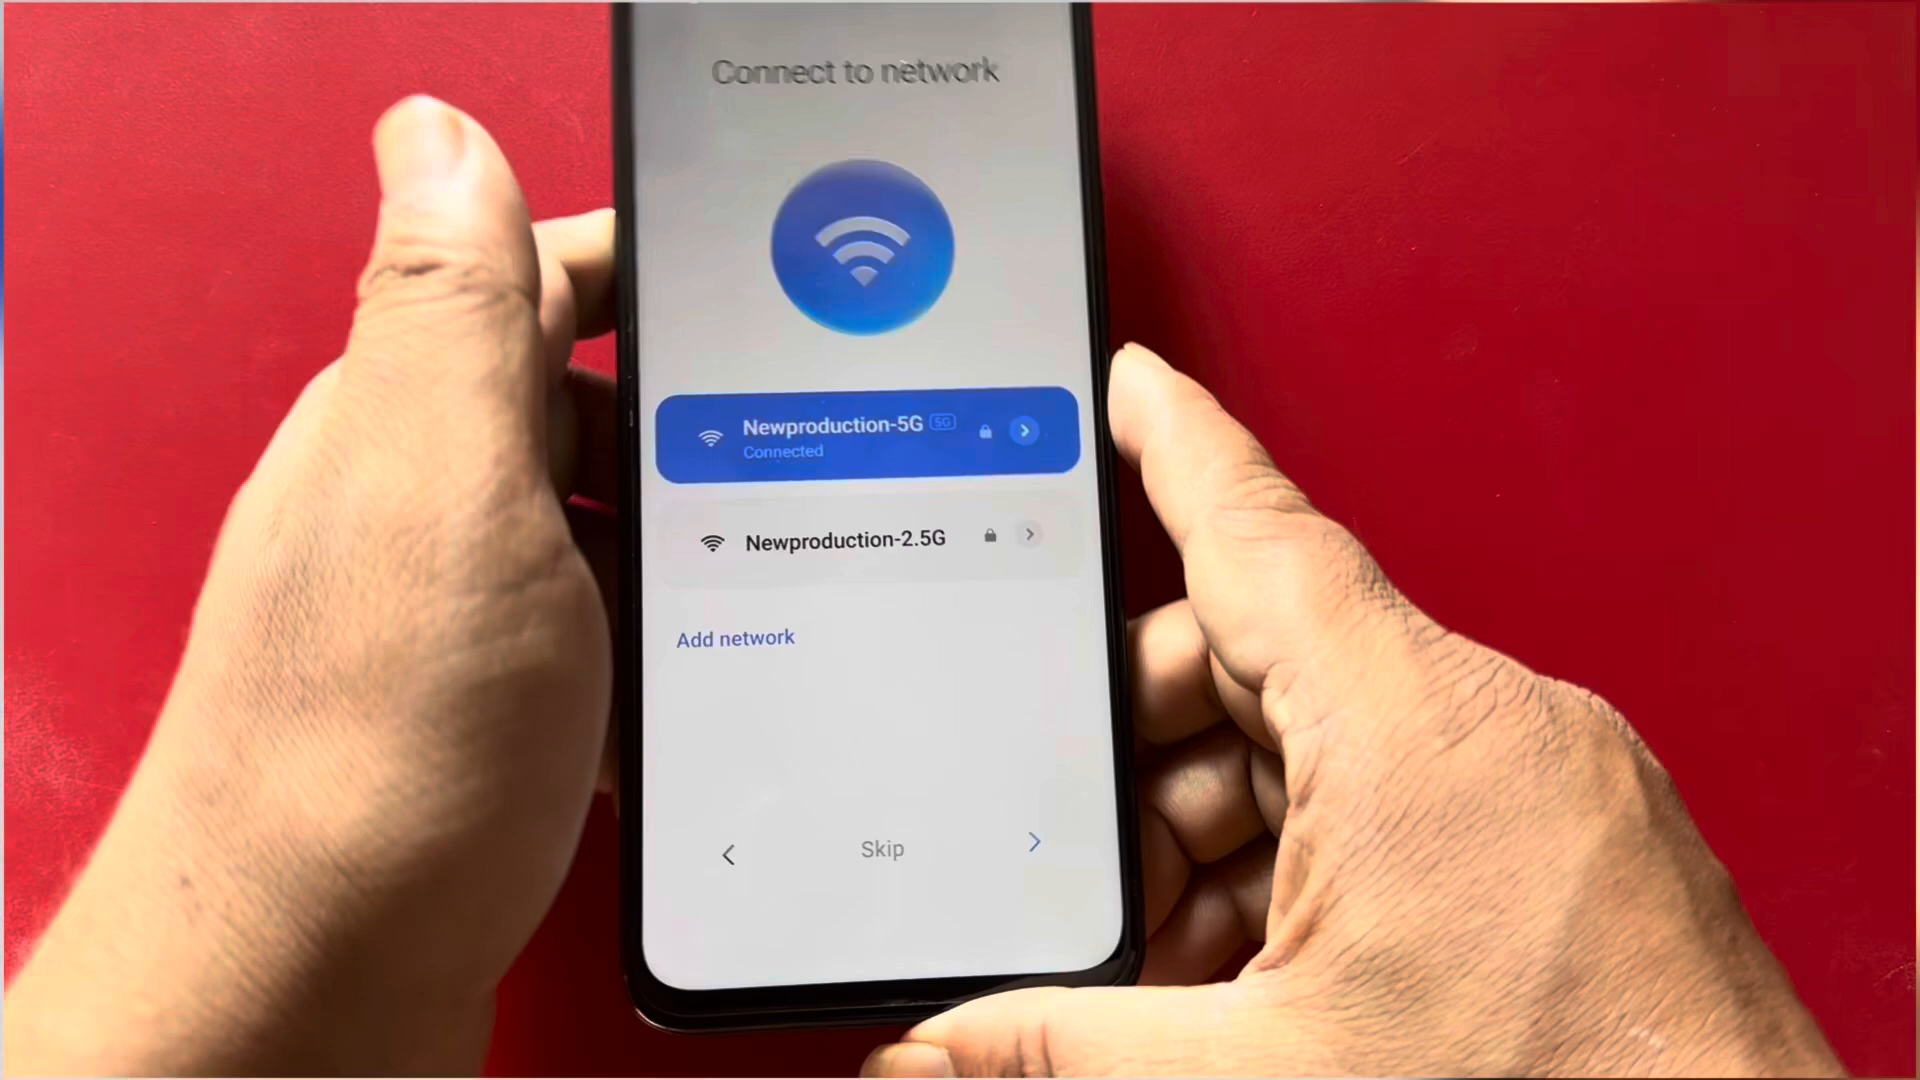 Connect to network
Newproduction-5G 5G
Connected
Newproduction-2.5G
Add network
Skip